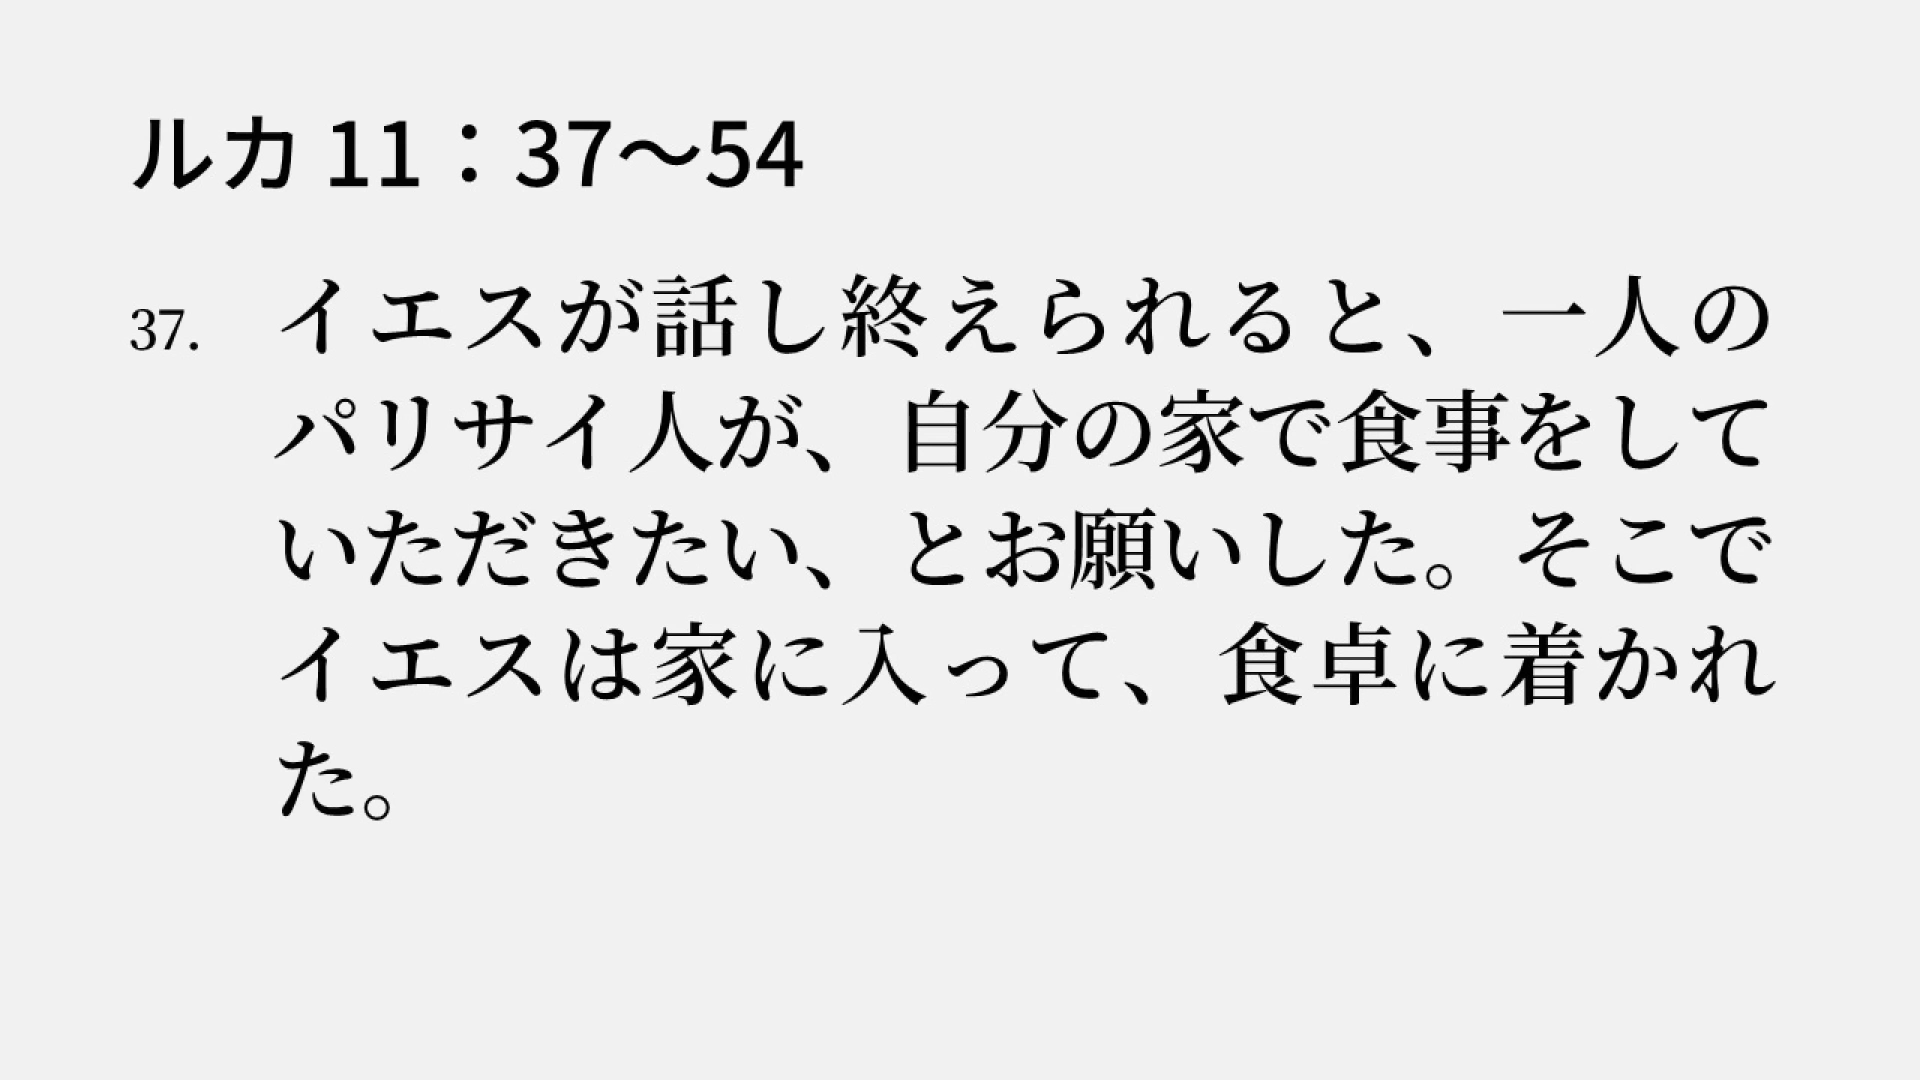 ルカ 11：37〜54
37. イエスが話し終えられると、一人の
パリサイ人が、自分の家で食事をして
いただきたい、とお願いした。そこで
イエスは家に入って、食卓に着かれ
た。